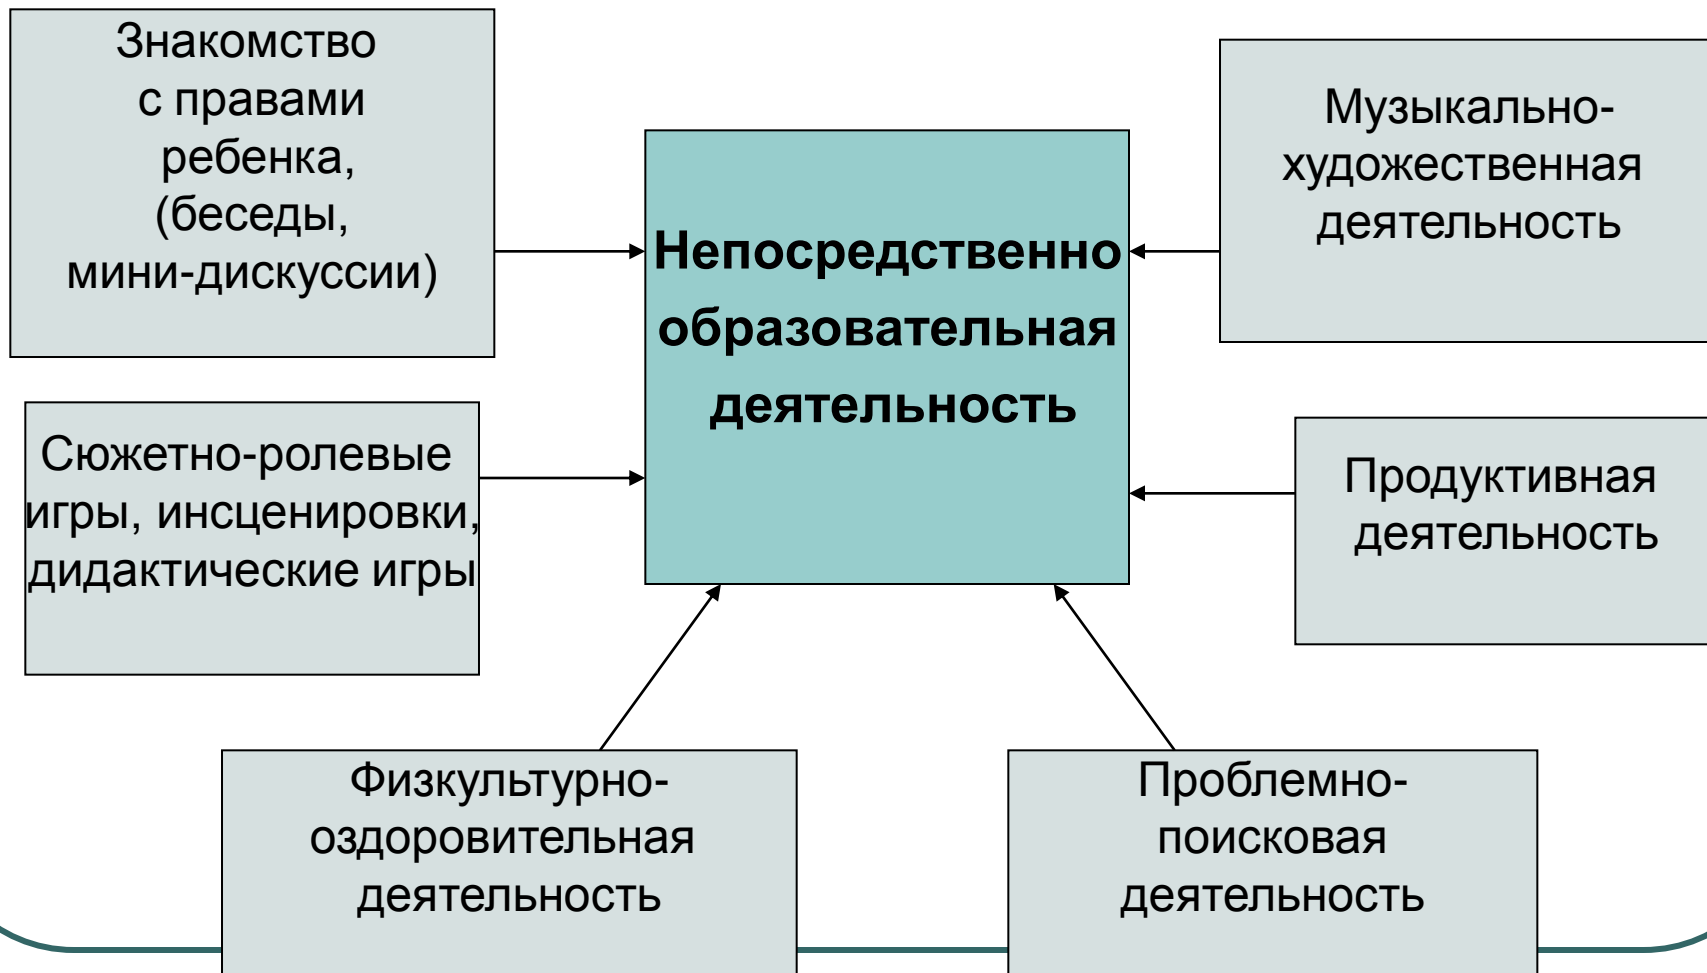 Знакомство
с правами
ребенка,
(беседы,
мини-дискуссии)
Музыкально-
художественная
деятельность
Непосредственно
образовательная
деятельность
Сюжетно-ролевые
игры, инсценировки,
дидактические игры
Продуктивная
деятельность
Физкультурно-
оздоровительная
деятельность
Проблемно-
поисковая
деятельность